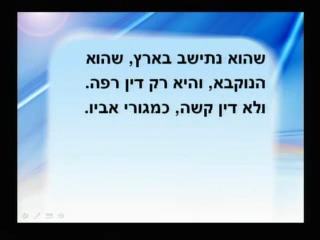 שהוא נתישב בארץ, שהוא
הנוקבא, והיא רק דין רפה.
ולא דין קשה, כמגורי אביו.